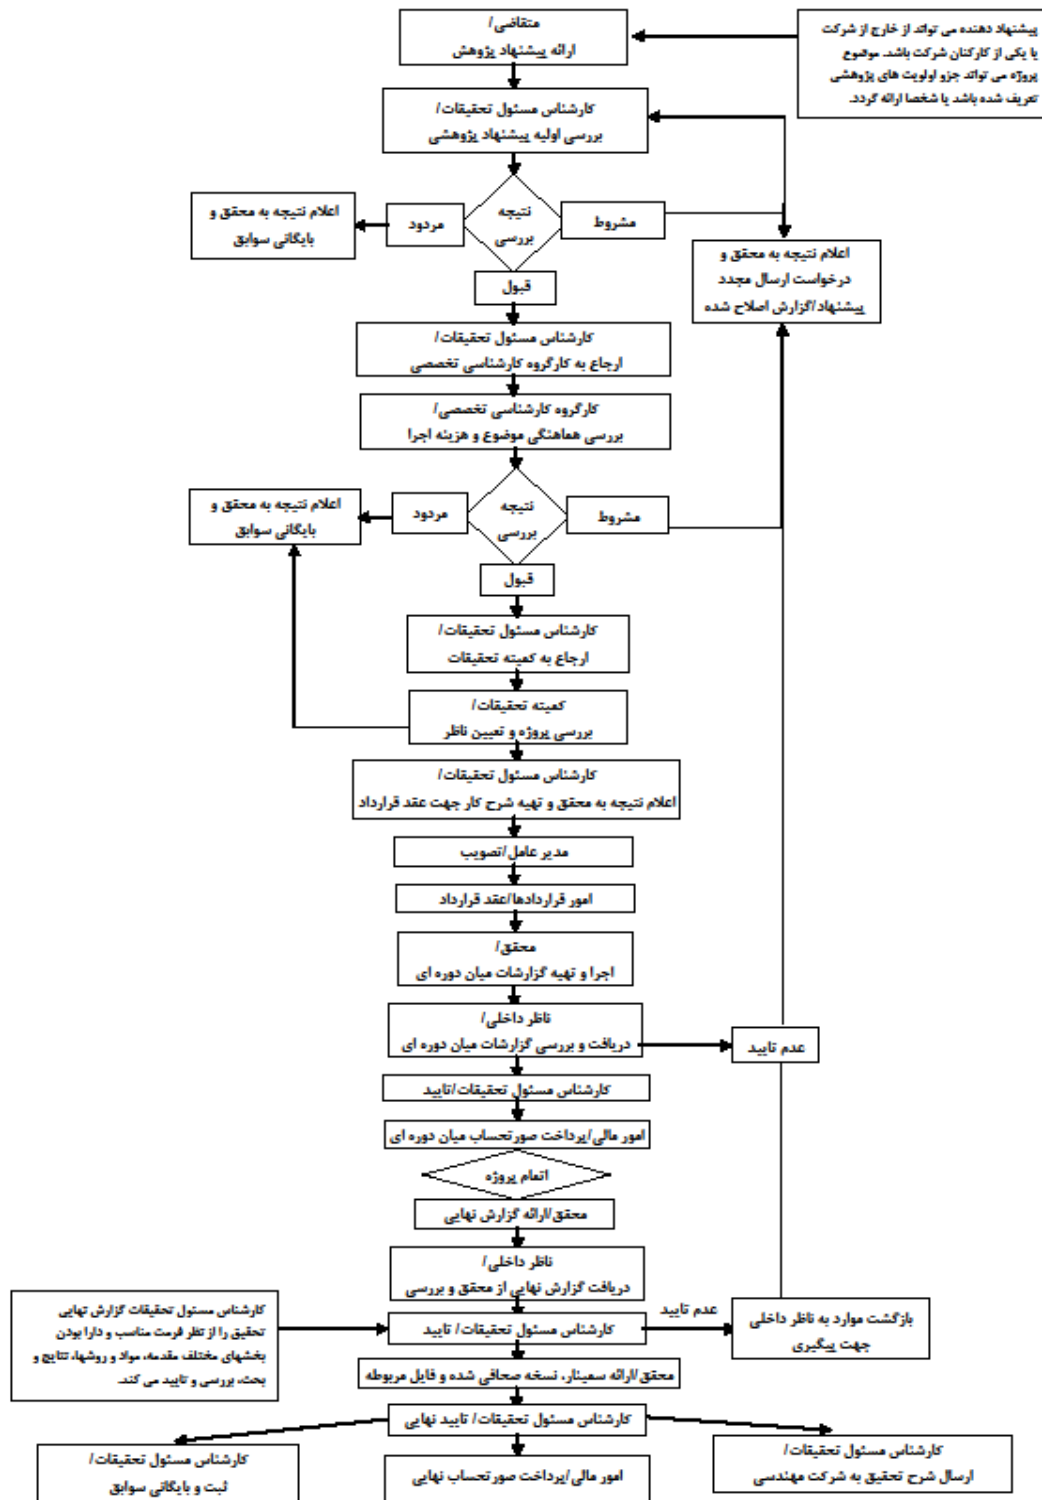 متقاضی/
ارائه پیشنهاد پژوهش
پیشنهاد دهنده می تواند از خارج از شرکت
یا یکی از کارکنان شرکت باشد. موضوع
پروژه می تواند جزو اولویت های پژوهشی
تعریف شده باشد یا شخصا ارائه گردد.
کارشناس مسئول تحقیقات/
بررسی اولیه پیشنهاد پژوهشی
نتیجه
بررسی
مشروط
مردود
اعلام نتیجه به محقق و
بایگانی سوابق
قبول
اعلام نتیجه به محقق و
درخواست ارسال مجدد
پیشنهاد/گزارش اصلاح شده
کارشناس مسئول تحقیقات/
ارجاع به کارگروه کارشناسی تخصصی
کارگروه کارشناسی تخصصی/
بررسی هماهنگی موضوع و هزینه اجرا
نتیجه
بررسی
مشروط
مردود
اعلام نتیجه به محقق و
بایگانی سوابق
قبول
کارشناس مسئول تحقیقات/
ارجاع به کمیته تحقیقات
کمیته تحقیقات/
بررسی پروژه و تعیین ناظر
کارشناس مسئول تحقیقات/
اعلام نتیجه به محقق و تهیه شرح کار جهت عقد قرارداد
مدیر عامل/تصویب
امور قراردادها/عقد قرارداد
محقق/
اجرا و تهیه گزارشات میان دوره ای
ناظر داخلی/
دریافت و بررسی گزارشات میان دوره ای
عدم تایید
کارشناس مسئول تحقیقات/تایید
امور مالی/پرداخت صورتحساب میان دوره ای
اتمام پروژه
محقق/ارائه گزارش نهایی
ناظر داخلی/
دریافت گزارش نهایی از محقق و بررسی
کارشناس مسئول تحقیقات/ تایید
عدم تایید
بازگشت موارد به ناظر داخلی
جهت پیگیری
کارشناس مسئول تحقیقات گزارش نهایی
تحقیق را از نظر فرمت مناسب و دارا بودن
بخشهای مختلف مقدمه، مواد و روشها، نتایج و
بحث، بررسی و تایید می کند.
محقق/ارائه سمینار، نسخه صحافی شده و فایل مربوطه
کارشناس مسئول تحقیقات/ تایید نهایی
کارشناس مسئول تحقیقات/
ارسال شرح تحقیق به شرکت مهندسی
امور مالی/پرداخت صورتحساب نهایی
کارشناس مسئول تحقیقات/
ثبت و بایگانی سوابق